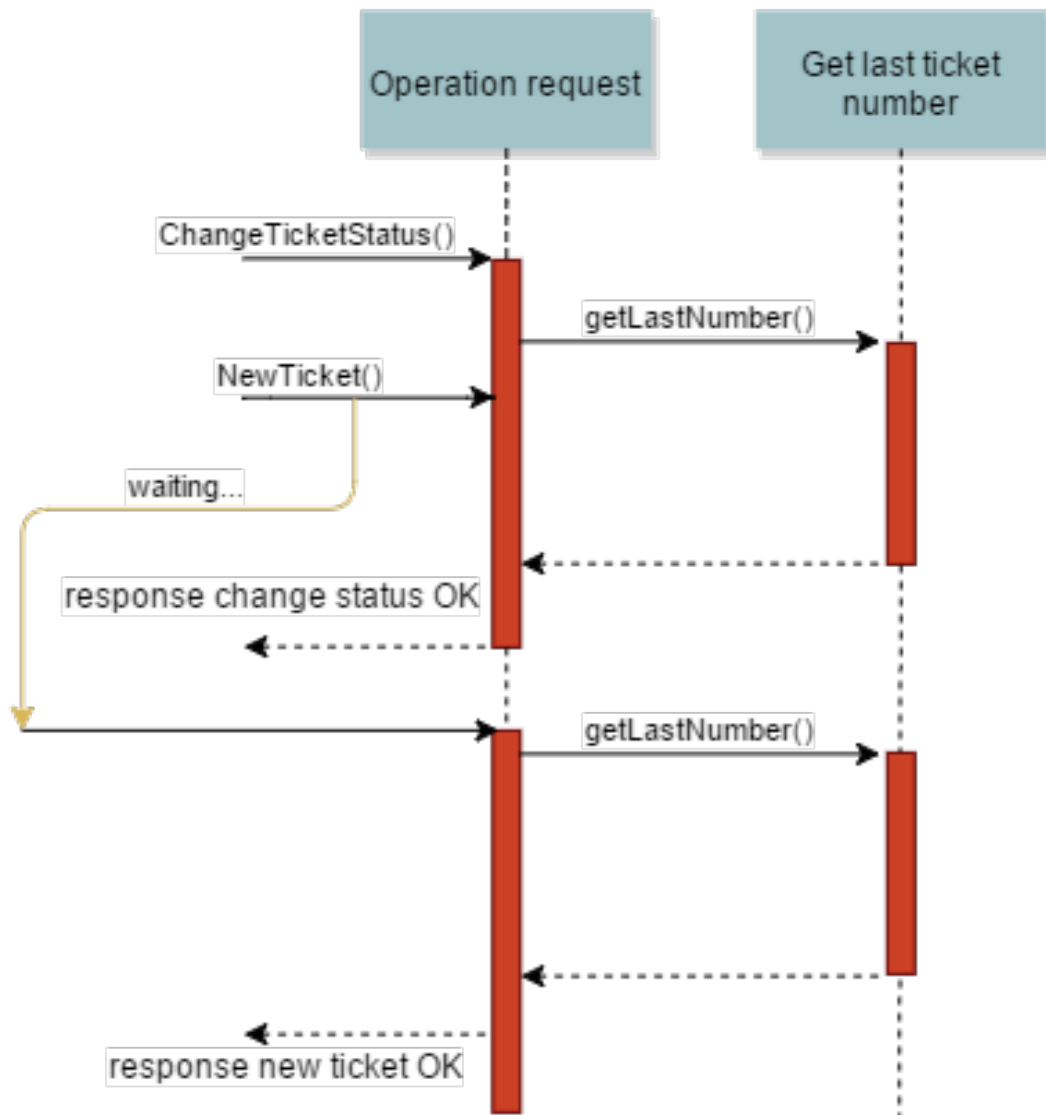 Operation request
Get last ticket
number
ChangeTicketStatus()
getLastNumber()
NewTicket()
waiting...
response change status OK
getLastNumber()
response new ticket OK